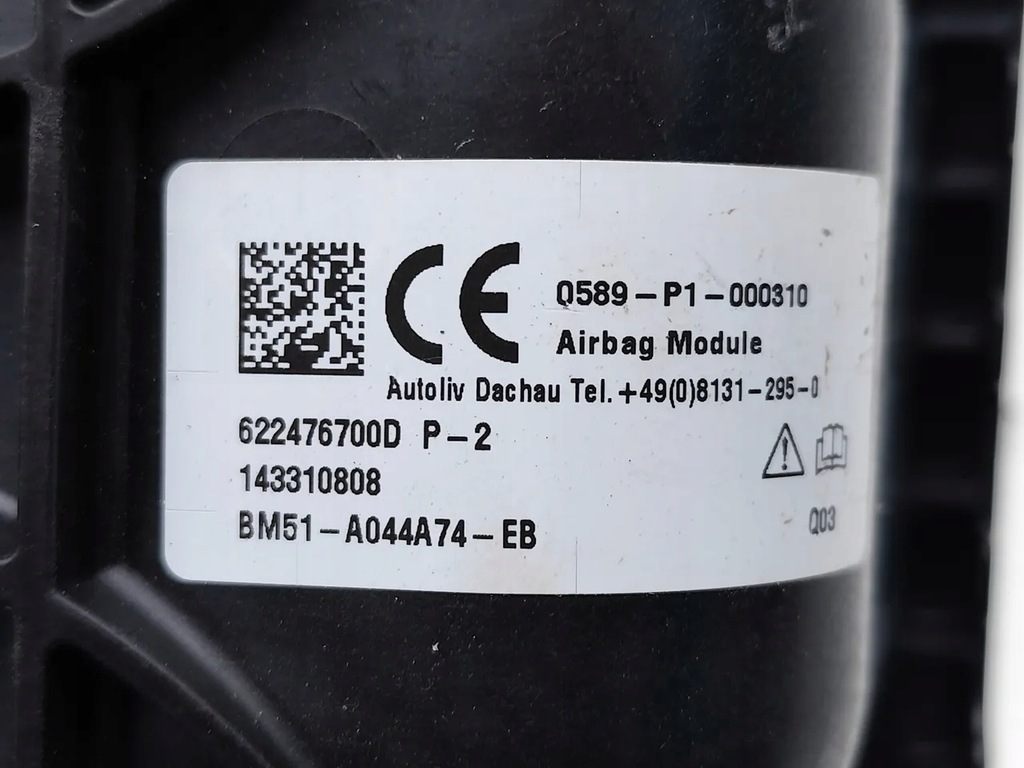 CE
0589-P1-000310
Airbag Module
Autoliv Dachau Tel. +49(0)8131-295-0
622476700D P-2
143310808
BM51-A044A74-EB
Q03